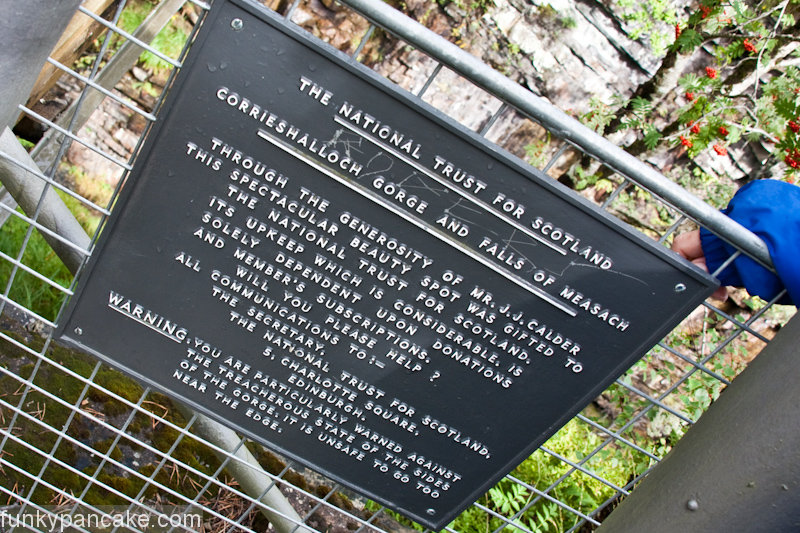 THE NATIONAL TRUST FOR SCOTLAND
CORRIESHALLOCH GORGE AND FALLS OF MEASACH
THROUGH THE GENEROSITY OF MR. J.J. CALDER
THIS SPECTACULAR BEAUTY SPOT WAS GIFTED TO
THE NATIONAL TRUST FOR SCOTLAND.
ITS UPKEEP WHICH IS CONSIDERABLE, IS
SOLELY DEPENDENT UPON DONATIONS
AND MEMBER'S SUBSCRIPTIONS.
WILL YOU PLEASE HELP ?
ALL COMMUNICATIONS TO:—
THE SECRETARY,
THE NATIONAL TRUST FOR SCOTLAND,
5, CHARLOTTE SQUARE,
EDINBURGH.
WARNING. YOU ARE PARTICULARLY WARNED AGAINST
THE TREACHEROUS STATE OF THE SIDES
OF THE GORGE. IT IS UNSAFE TO GO TOO
NEAR THE EDGE.
funkypancake.com